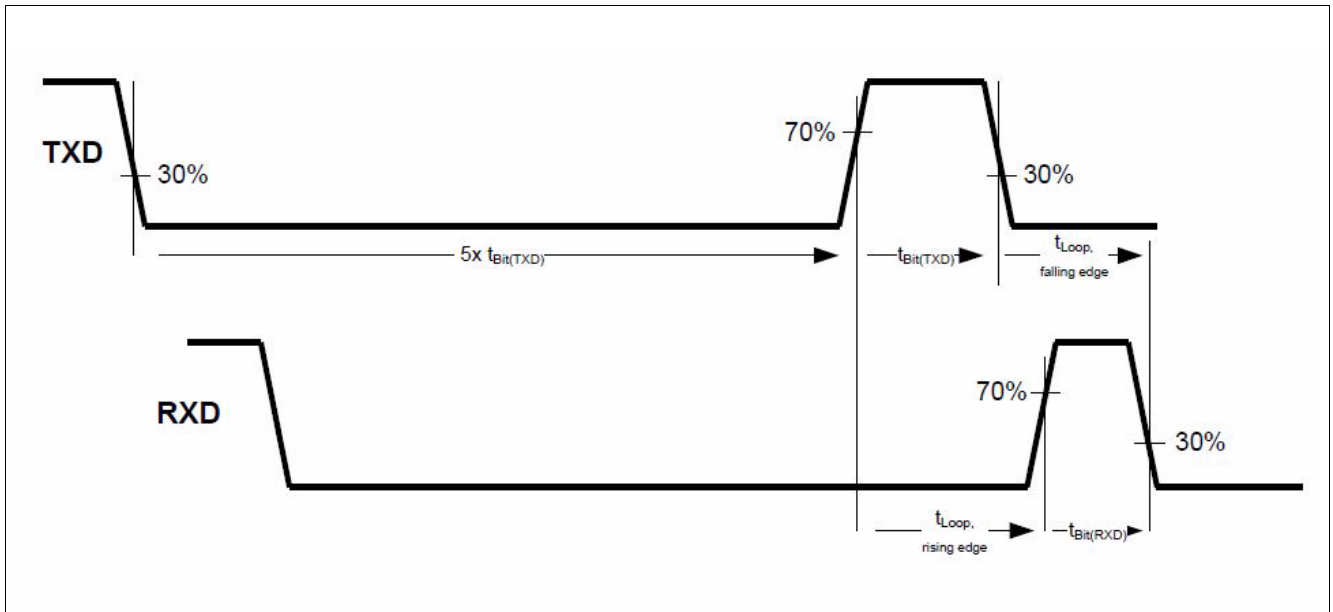 70%
TXD
30%
30%
5x tBit(TXD)
tBit(TXD)
tLoop,
falling edge
70%
RXD
30%
tLoop,
rising edge
tBit(RXD)